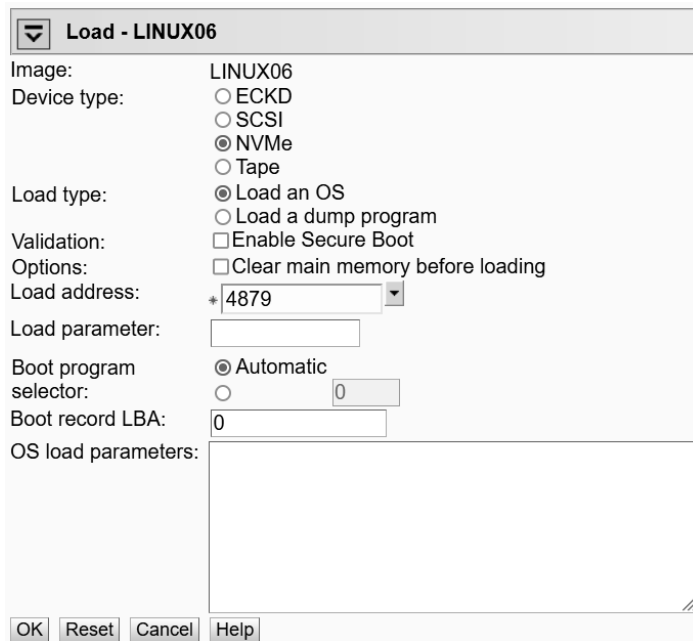 Load - LINUX06
Image: LINUX06
Device type: ECKD
SCSI
NVMe
Tape
Load type: Load an OS
Load a dump program
Validation: Enable Secure Boot
Options: Clear main memory before loading
Load address: * 4879
Load parameter:
Boot program selector: Automatic
0
Boot record LBA: 0
OS load parameters:
OK Reset Cancel Help